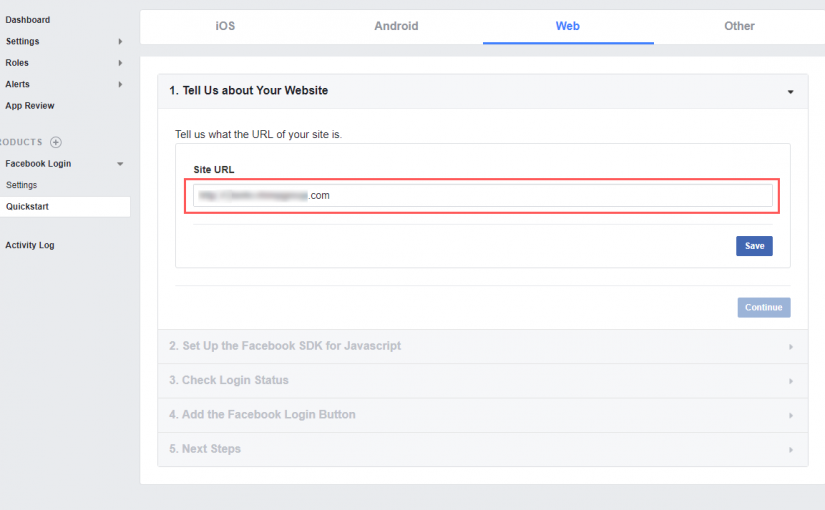 Dashboard
Settings
Roles
Alerts
App Review
RODUCTS
Facebook Login
Settings
Quickstart
Activity Log
iOS Android Web Other
1. Tell Us about Your Website
Tell us what the URL of your site is.
Site URL
.com
Save
Continue
2. Set Up the Facebook SDK for Javascript
3. Check Login Status
4. Add the Facebook Login Button
5. Next Steps